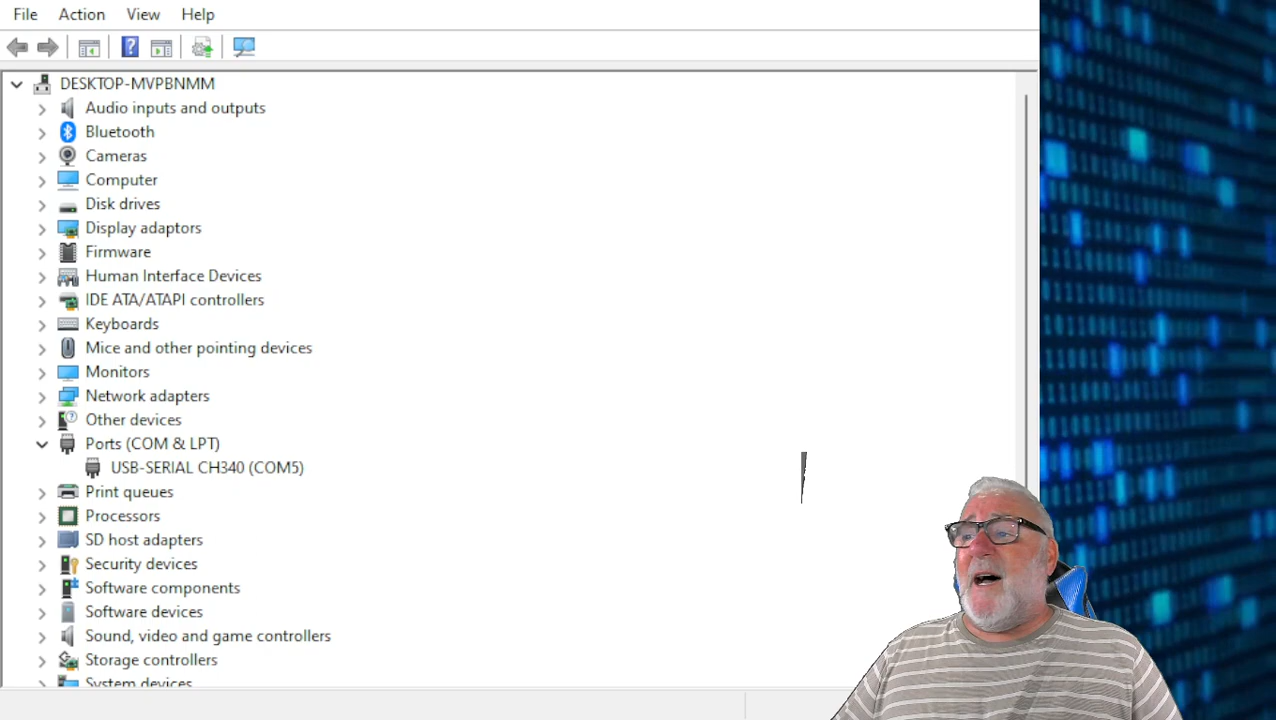 File Action View Help
DESKTOP-MVPBNMM
Audio inputs and outputs
Bluetooth
Cameras
Computer
Disk drives
Display adaptors
Firmware
Human Interface Devices
IDE ATA/ATAPI controllers
Keyboards
Mice and other pointing devices
Monitors
Network adapters
Other devices
Ports (COM & LPT)
USB-SERIAL CH340 (COM5)
Print queues
Processors
SD host adapters
Security devices
Software components
Software devices
Sound, video and game controllers
Storage controllers
System devices